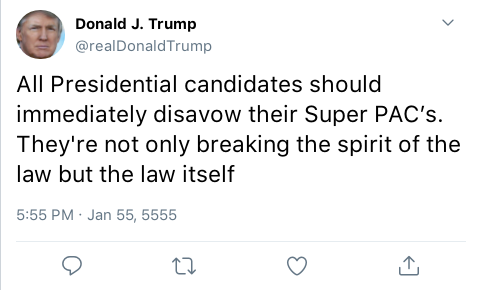 Donald J. Trump
@realDonaldTrump
All Presidential candidates should
immediately disavow their Super PAC’s.
They're not only breaking the spirit of the
law but the law itself
5:55 PM · Jan 55, 5555